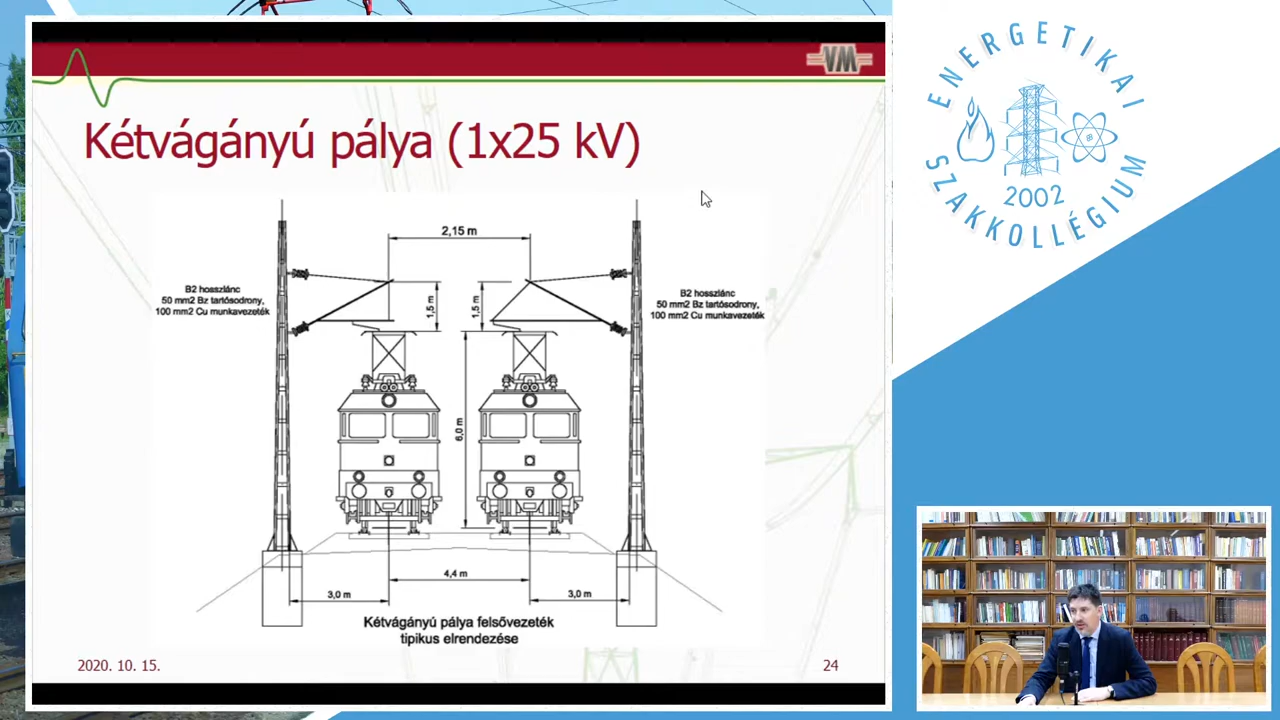 VM
Kétvágányú pálya (1x25 kV)
2,15 m
B2 hosszlánc
50 mm2 Bz tartósodrony,
100 mm2 Cu munkavezeték
1,5 m
1,5 m
B2 hosszlánc
50 mm2 Bz tartósodrony,
100 mm2 Cu munkavezeték
6,0 m
4,4 m
3,0 m
3,0 m
Kétvágányú pálya felsővezeték
tipikus elrendezése
2020. 10. 15.
24
ENERGETIKAI
SZAKKOLLÉGIUM
2002